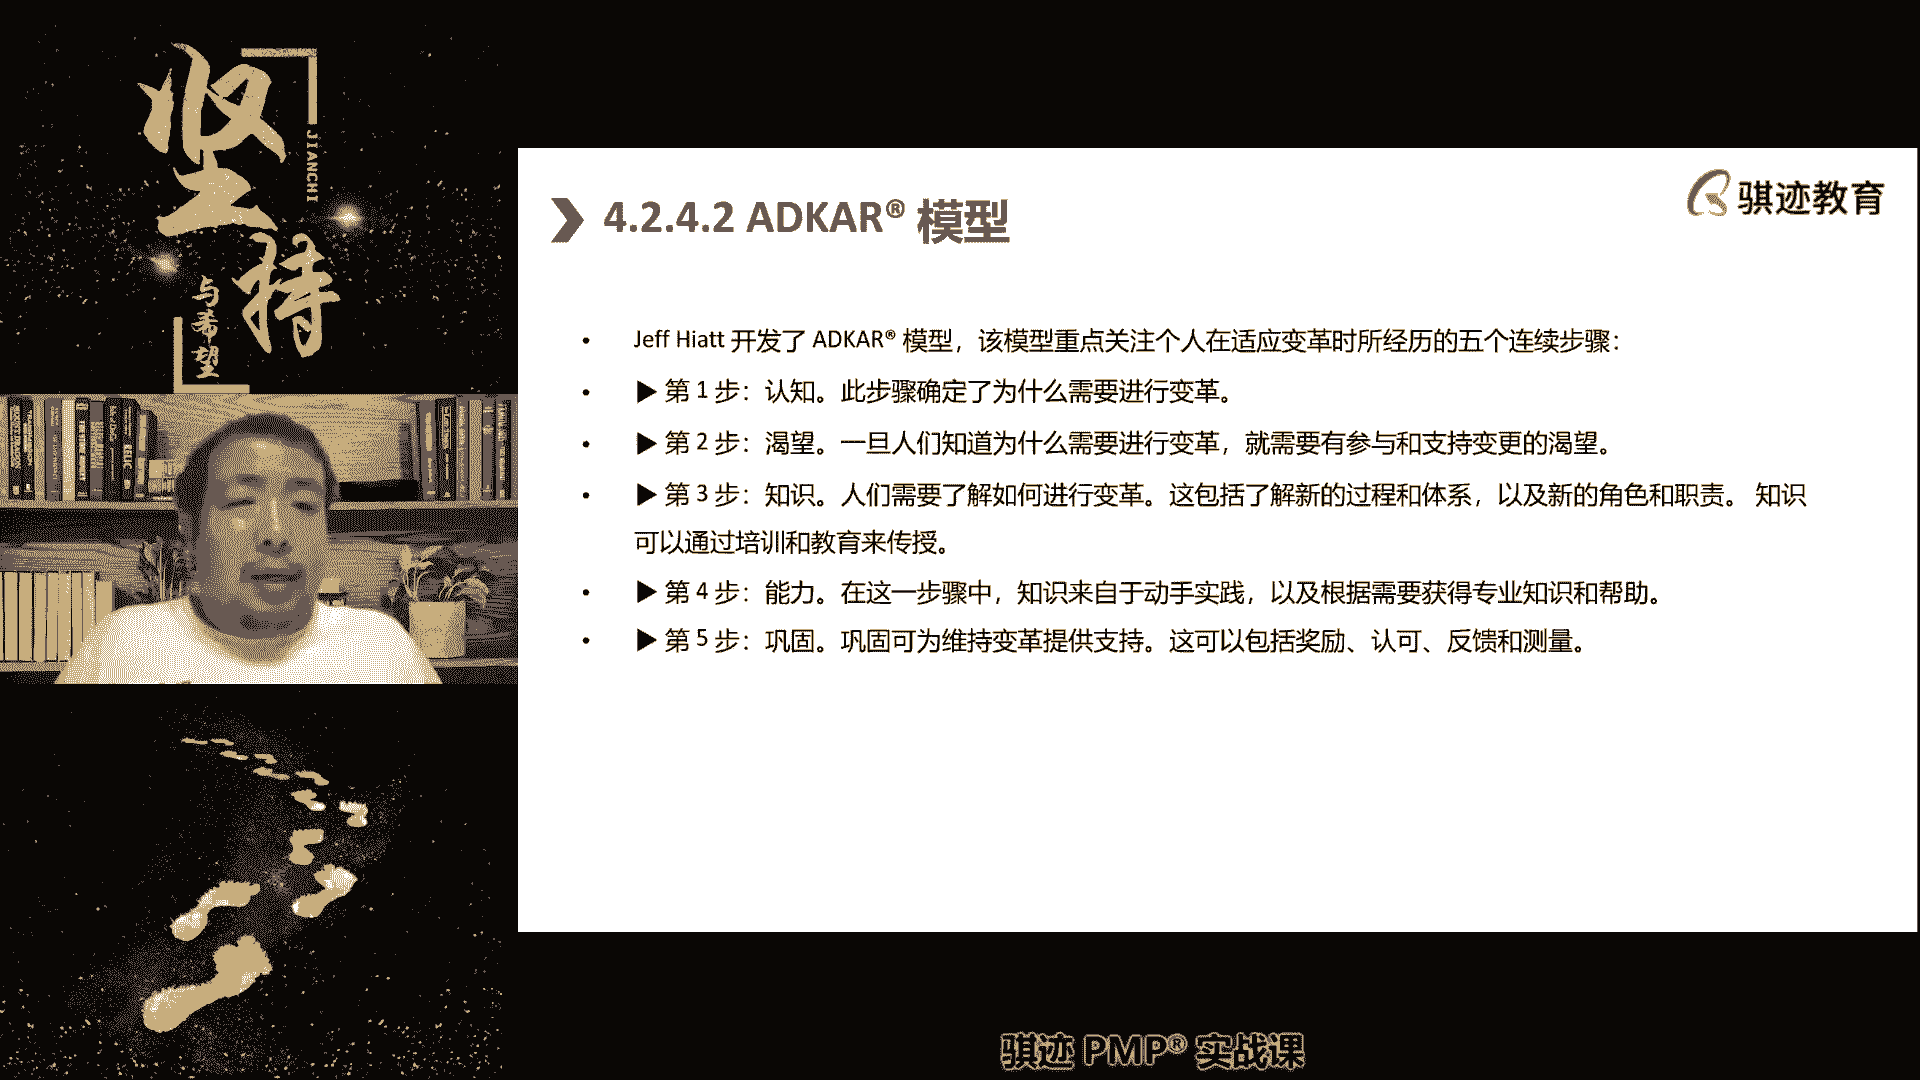 坚持
JIANCHI
与希望
骐迹教育
4.2.4.2 ADKAR® 模型
• Jeff Hiatt 开发了 ADKAR® 模型，该模型重点关注个人在适应变革时所经历的五个连续步骤：
• ▶ 第 1 步：认知。此步骤确定了为什么需要进行变革。
• ▶ 第 2 步：渴望。一旦人们知道为什么需要进行变革，就需要有参与和支持变更的渴望。
• ▶ 第 3 步：知识。人们需要了解如何进行变革。这包括了解新的过程和体系，以及新的角色和职责。 知识
可以通过培训和教育来传授。
• ▶ 第 4 步：能力。在这一步骤中，知识来自于动手实践，以及根据需要获得专业知识和帮助。
• ▶ 第 5 步：巩固。巩固可为维持变革提供支持。这可以包括奖励、认可、反馈和测量。
骐迹 PMP® 实战课